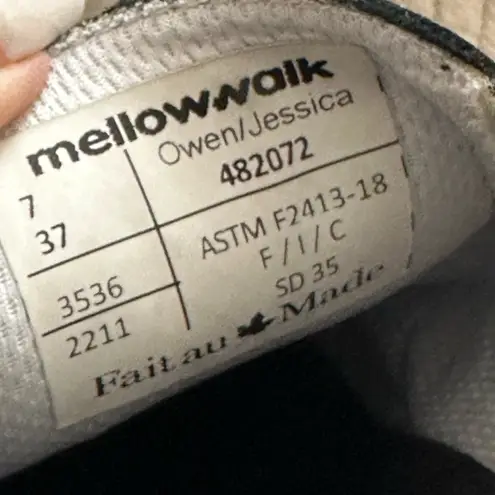 mellowwalk
7 Owen/Jessica
37 482072
3536 ASTM F2413-18
F / I / C
2211 SD 35
Fait au Made